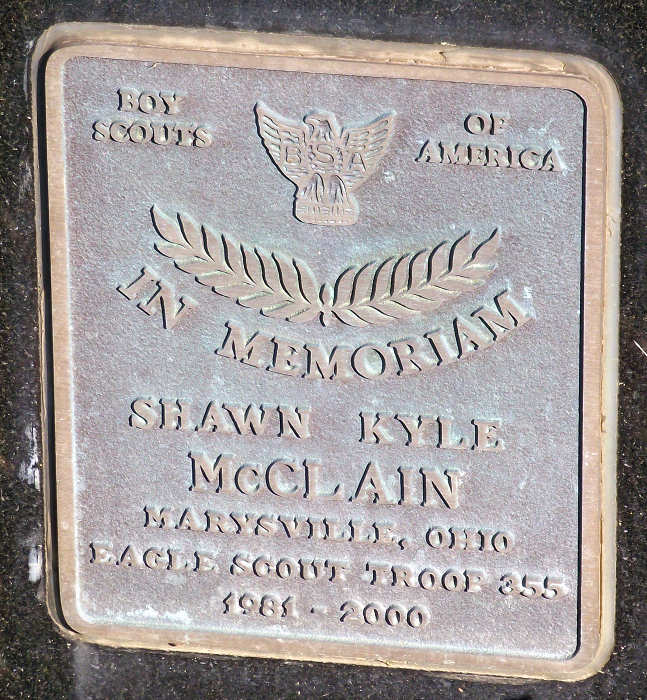 BOY
SCOUTS
BSA
OF
AMERICA
IN MEMORIAM
SHAWN KYLE
McCLAIN
MARYSVILLE, OHIO
EAGLE SCOUT TROOP 355
1981 - 2000